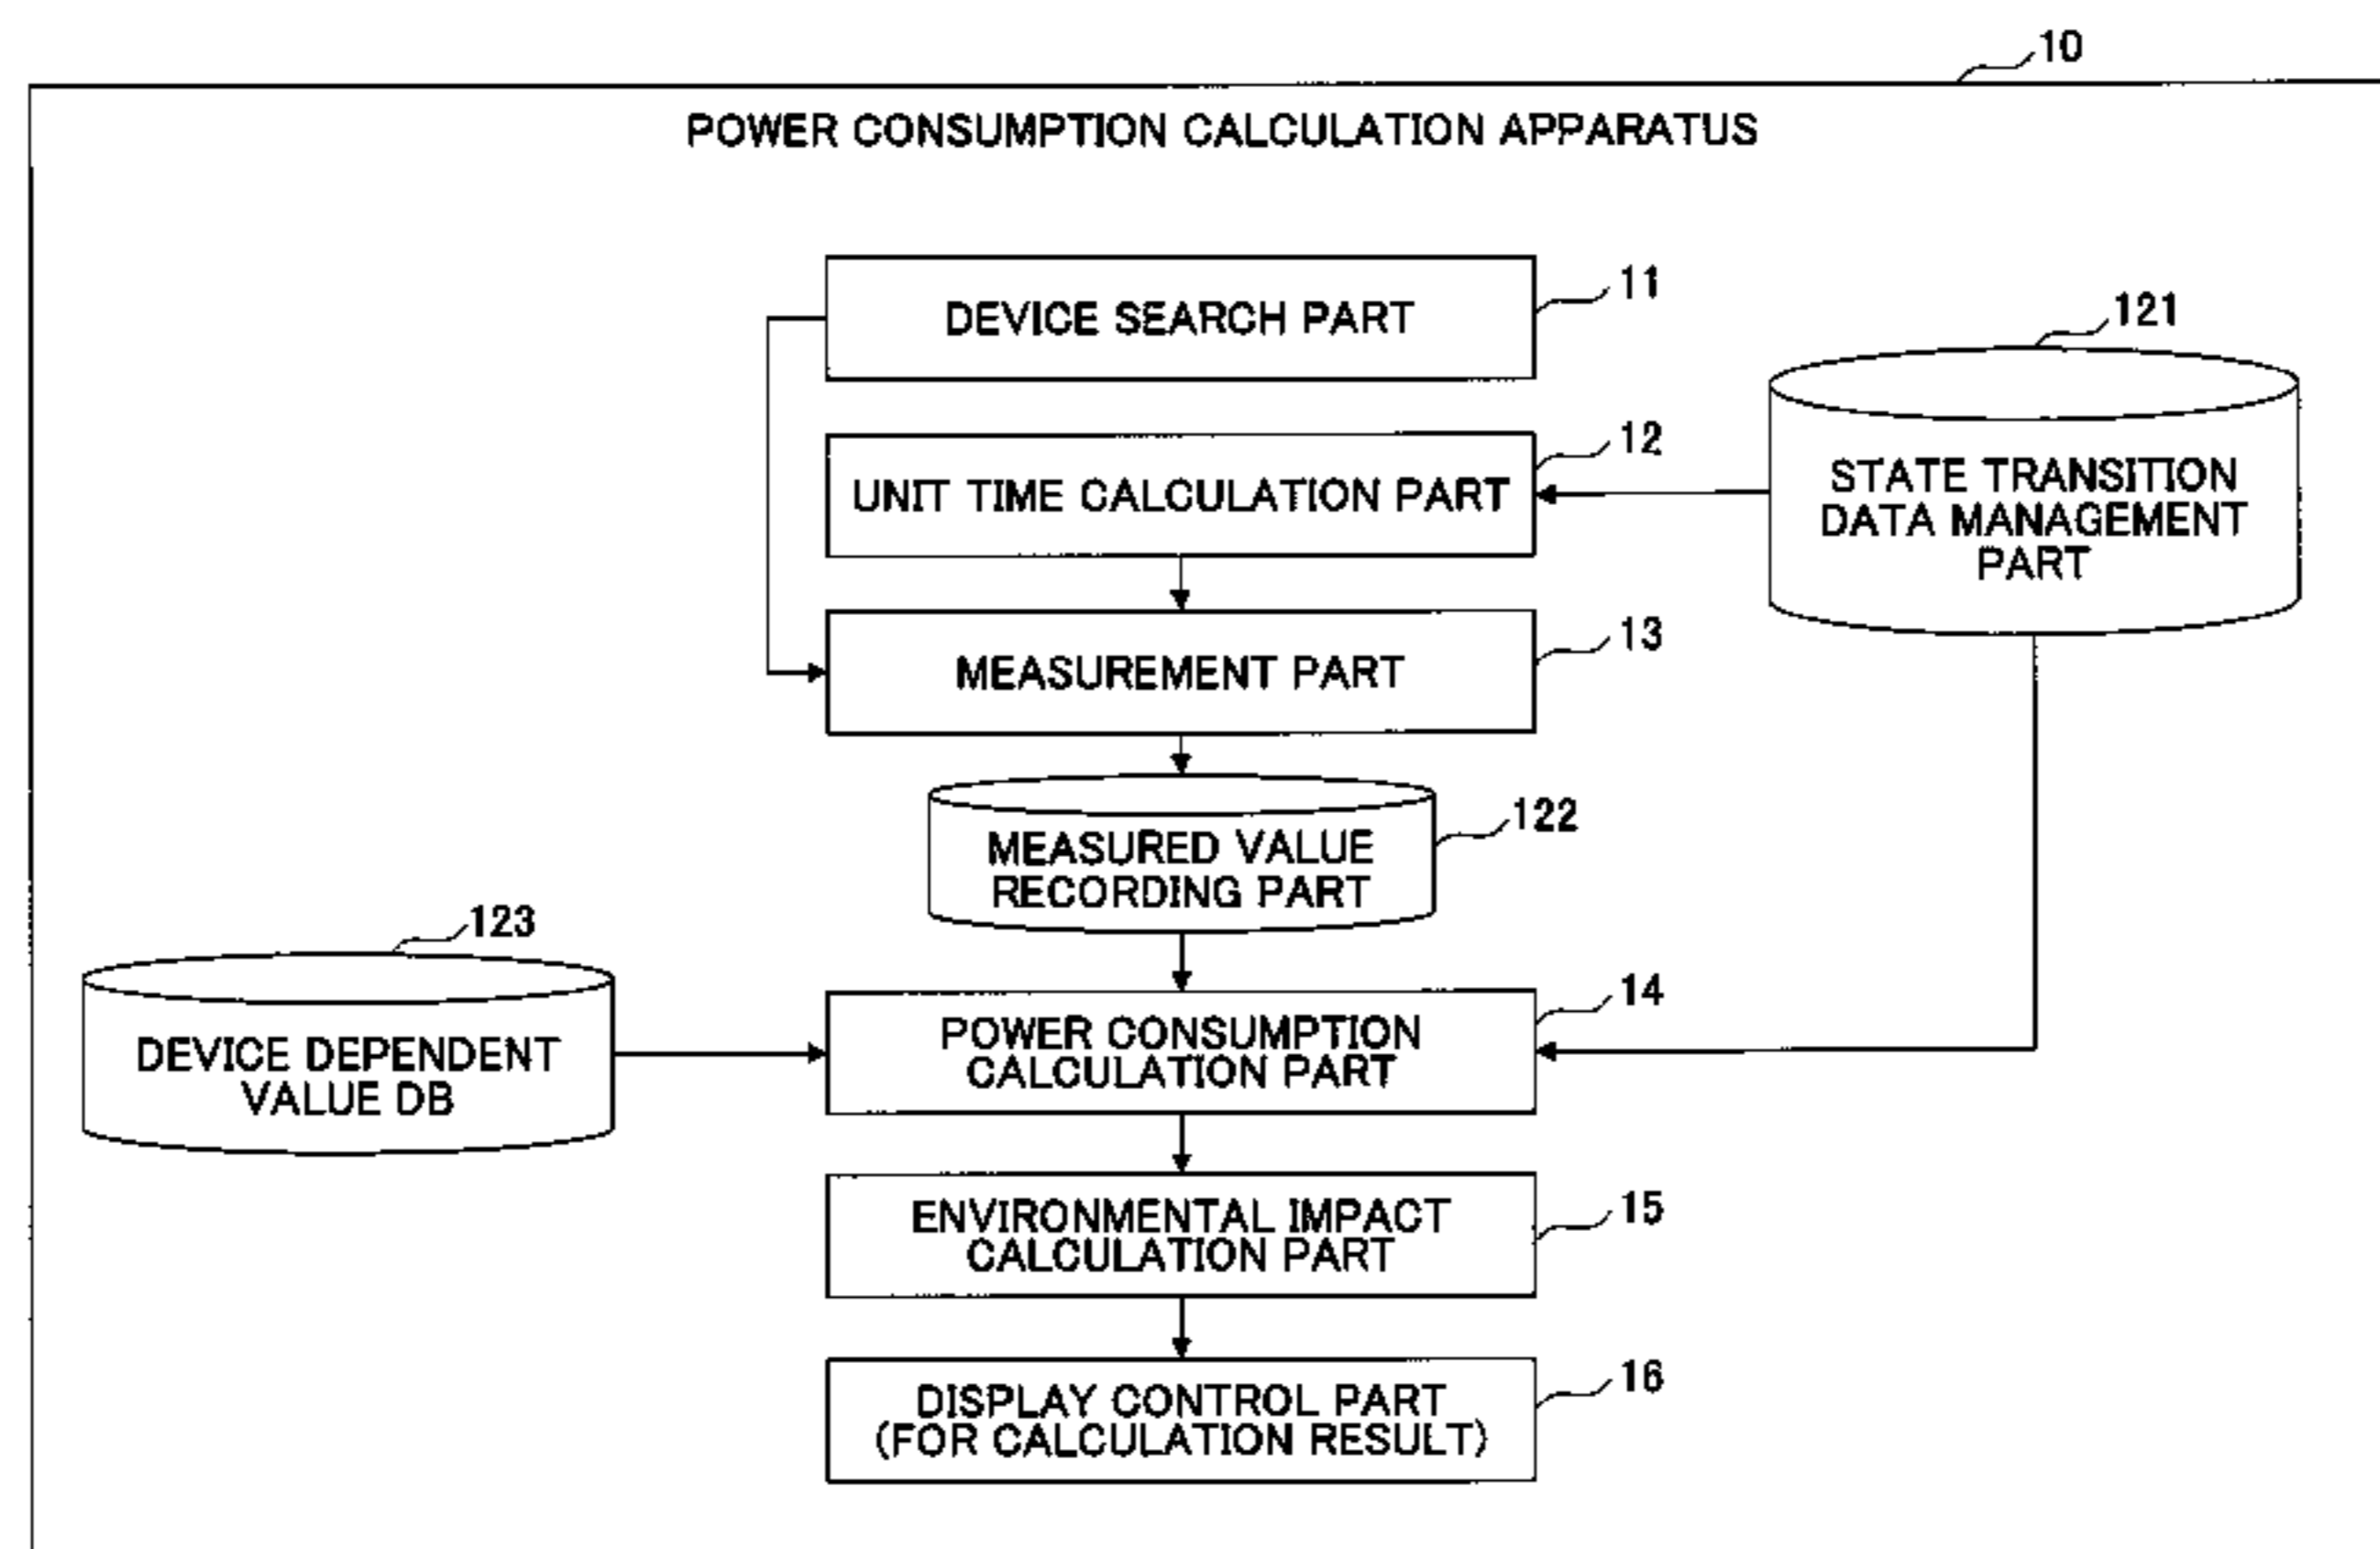 10
POWER CONSUMPTION CALCULATION APPARATUS
11
DEVICE SEARCH PART
121
12
UNIT TIME CALCULATION PART
STATE TRANSITION
DATA MANAGEMENT
PART
13
MEASUREMENT PART
122
MEASURED VALUE
RECORDING PART
123
DEVICE DEPENDENT
VALUE DB
14
POWER CONSUMPTION
CALCULATION PART
15
ENVIRONMENTAL IMPACT
CALCULATION PART
16
DISPLAY CONTROL PART
(FOR CALCULATION RESULT)